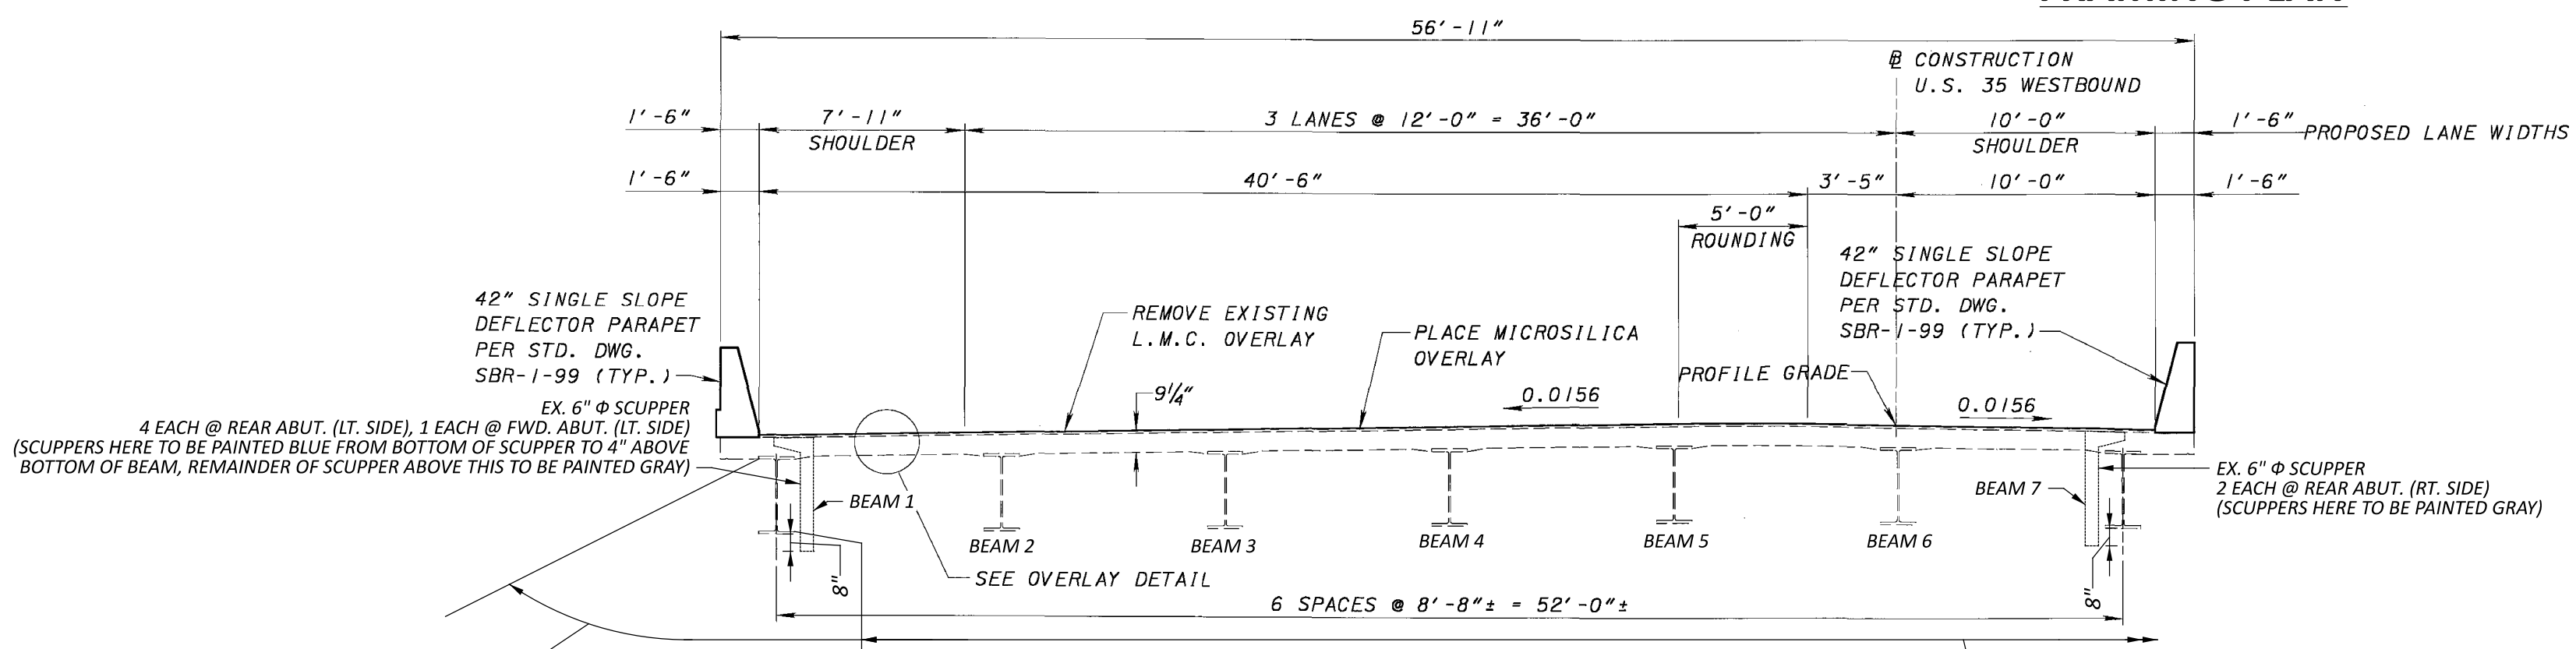 56'-11"
℄ CONSTRUCTION
U.S. 35 WESTBOUND
1'-6"
7'-11"
SHOULDER
3 LANES @ 12'-0" = 36'-0"
10'-0"
SHOULDER
1'-6"
PROPOSED LANE WIDTHS
1'-6"
40'-6"
3'-5"
10'-0"
1'-6"
5'-0"
ROUNDING
42" SINGLE SLOPE
DEFLECTOR PARAPET
PER STD. DWG.
SBR-1-99 (TYP.)
42" SINGLE SLOPE
DEFLECTOR PARAPET
PER STD. DWG.
SBR-1-99 (TYP.)
REMOVE EXISTING
L.M.C. OVERLAY
PLACE MICROSILICA
OVERLAY
PROFILE GRADE
9¼"
0.0156
0.0156
EX. 6" Φ SCUPPER
4 EACH @ REAR ABUT. (LT. SIDE), 1 EACH @ FWD. ABUT. (LT. SIDE)
(SCUPPERS HERE TO BE PAINTED BLUE FROM BOTTOM OF SCUPPER TO 4" ABOVE
BOTTOM OF BEAM, REMAINDER OF SCUPPER ABOVE THIS TO BE PAINTED GRAY)
EX. 6" Φ SCUPPER
2 EACH @ REAR ABUT. (RT. SIDE)
(SCUPPERS HERE TO BE PAINTED GRAY)
BEAM 1
BEAM 2
BEAM 3
BEAM 4
BEAM 5
BEAM 6
BEAM 7
8"
SEE OVERLAY DETAIL
8"
6 SPACES @ 8'-8"± = 52'-0"±